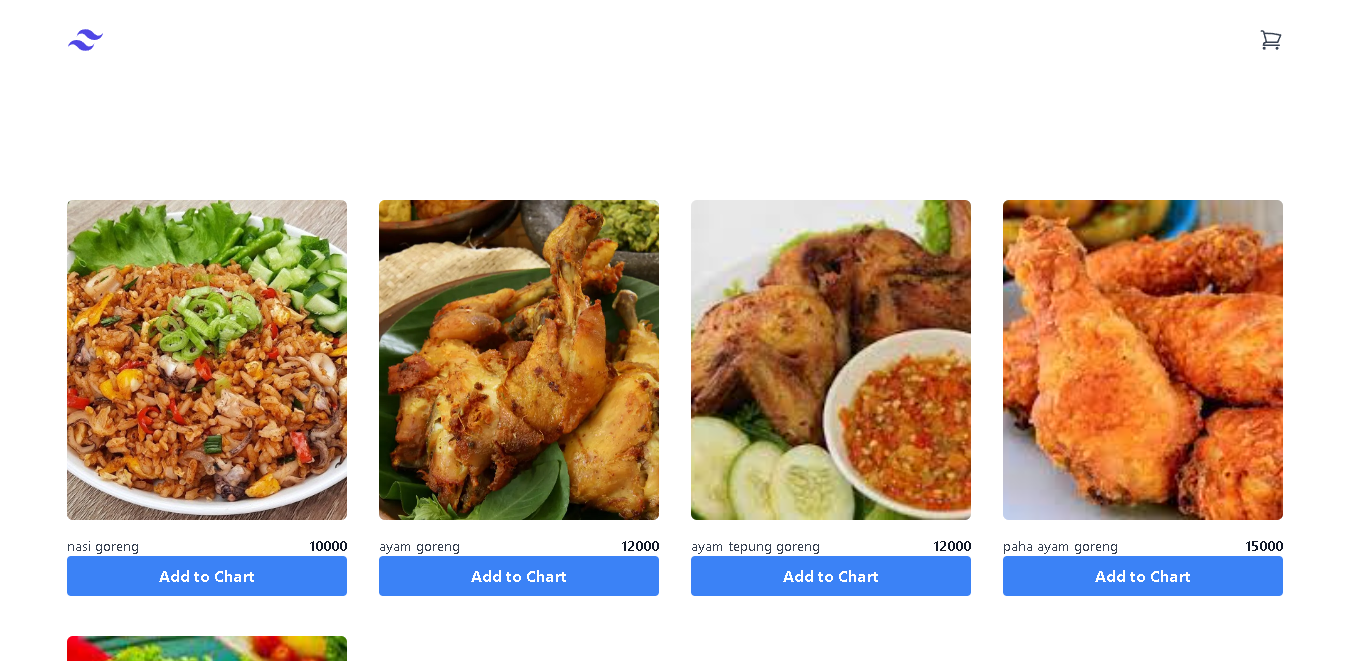 nasi goreng 10000
ayam goreng 12000
ayam tepung goreng 12000
paha ayam goreng 15000
Add to Chart
Add to Chart
Add to Chart
Add to Chart